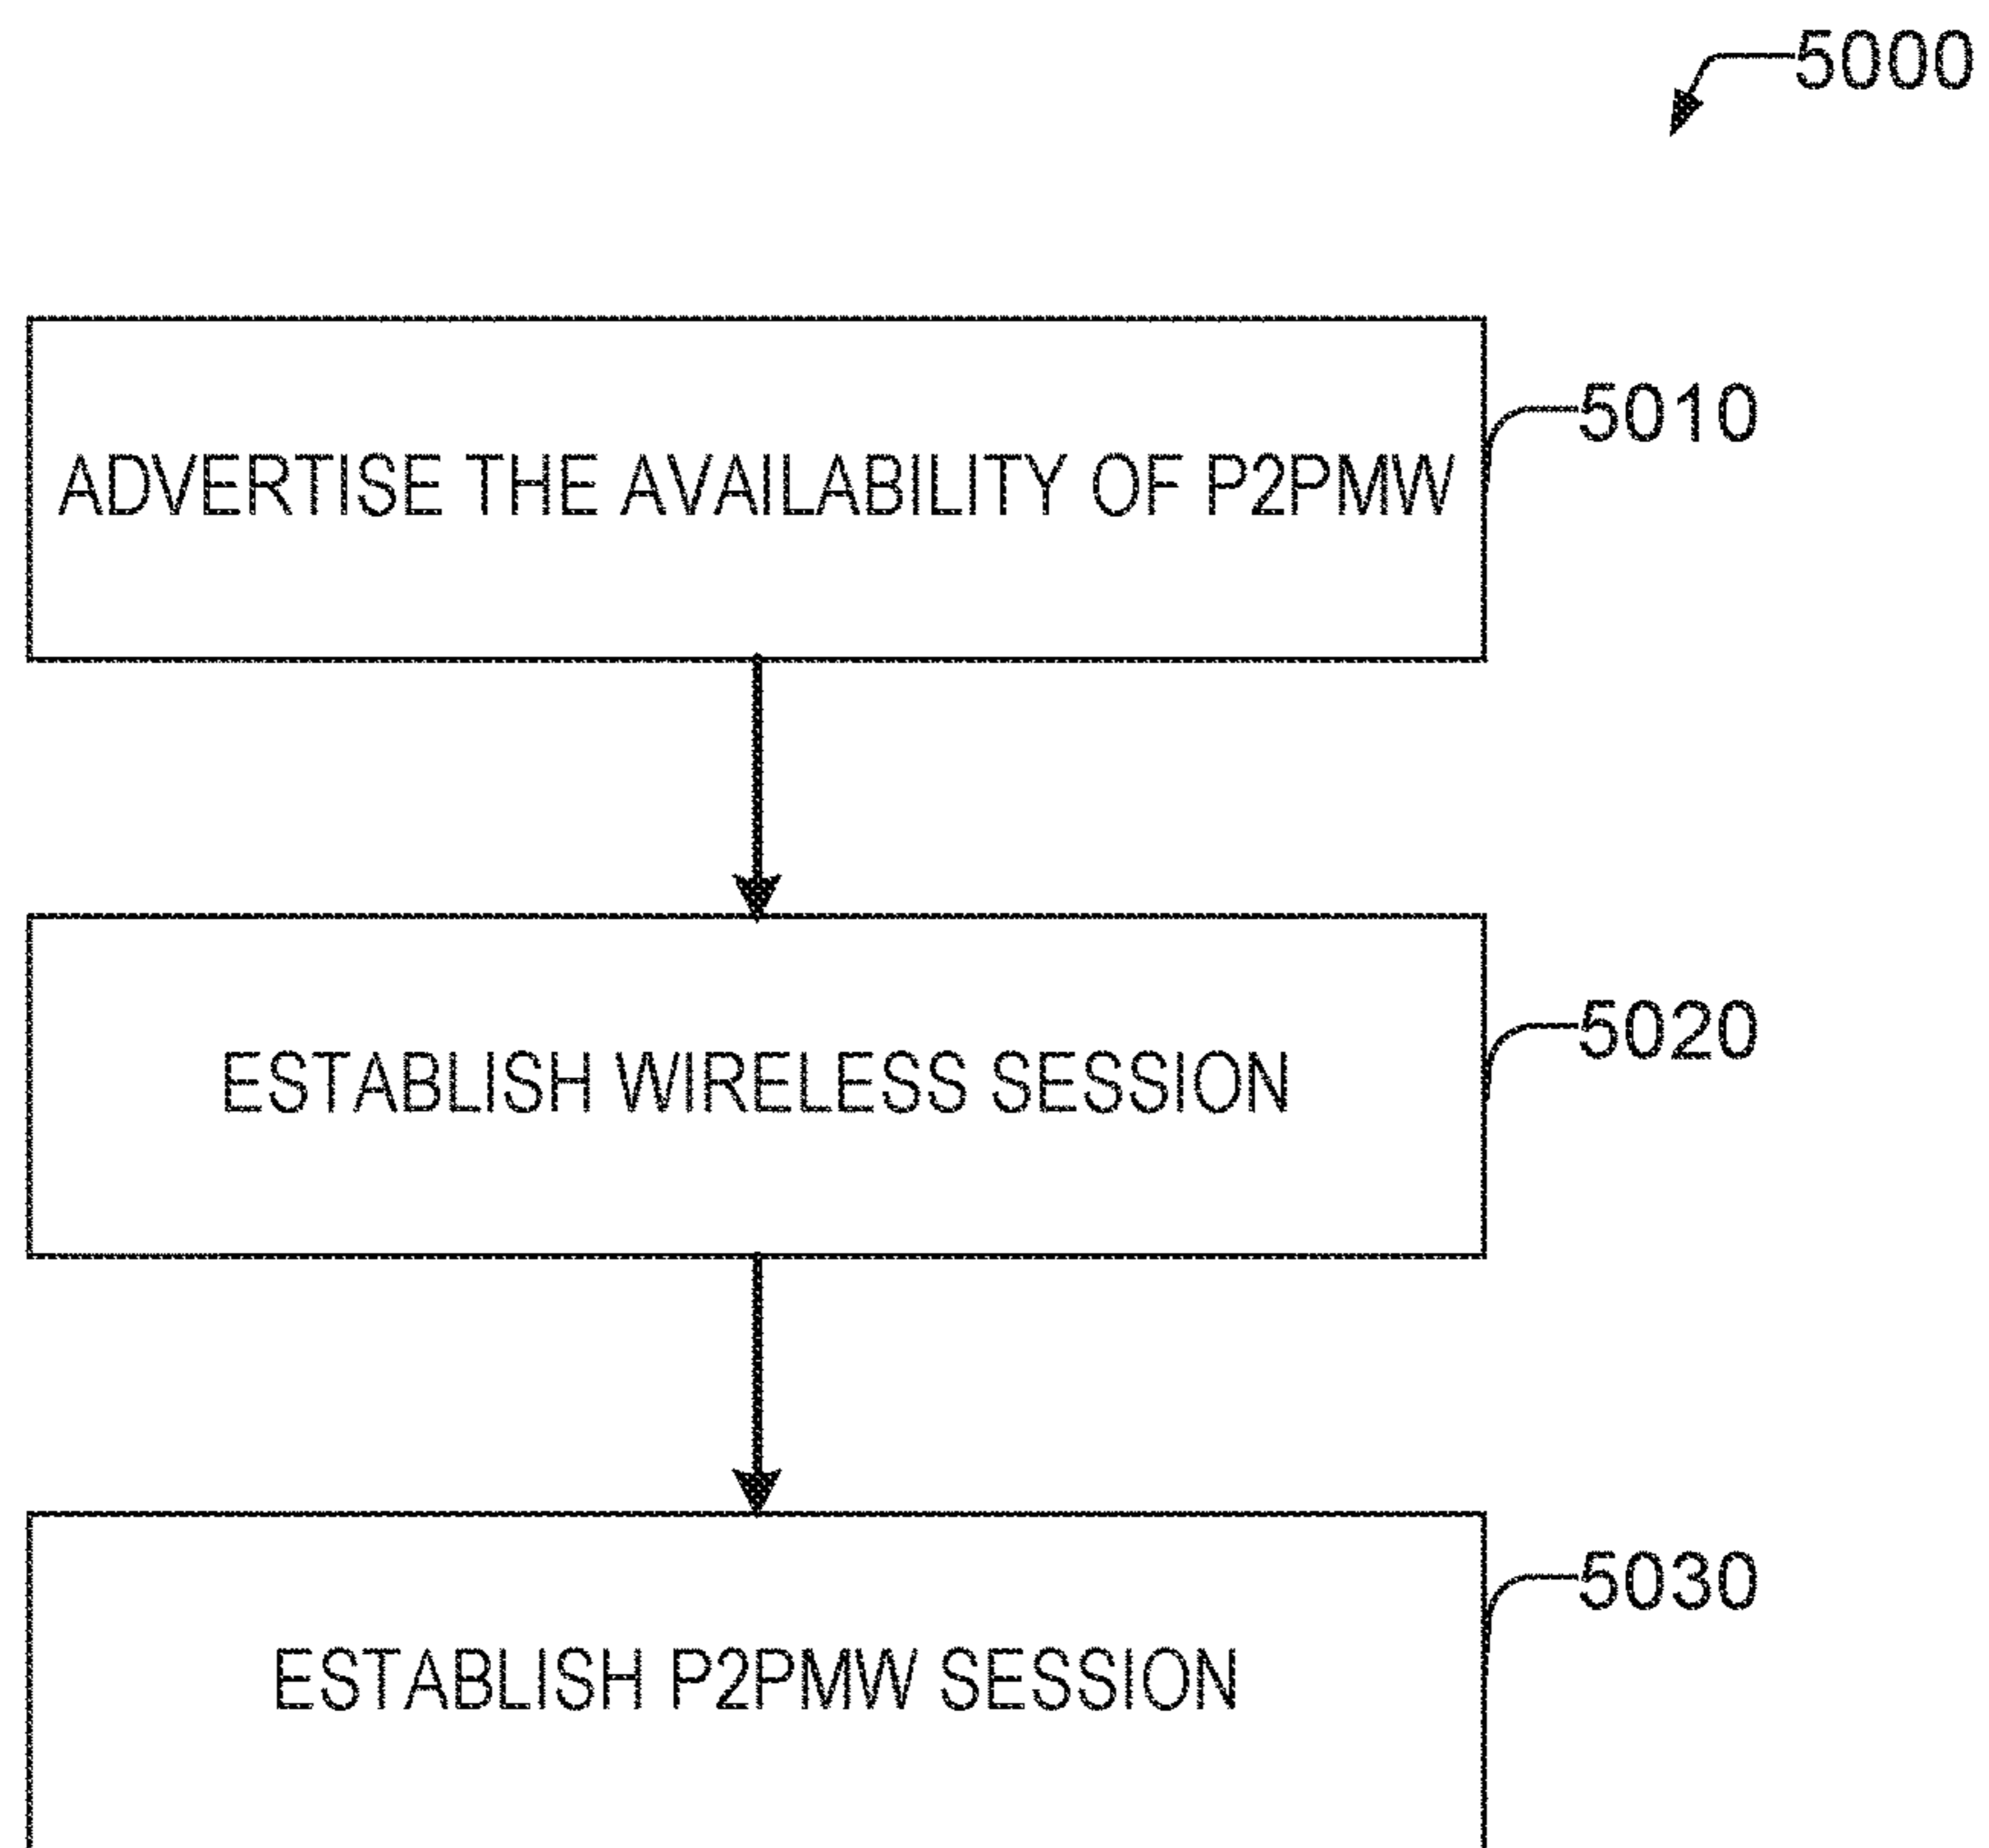 5000
ADVERTISE THE AVAILABILITY OF P2PMW
5010
ESTABLISH WIRELESS SESSION
5020
ESTABLISH P2PMW SESSION
5030